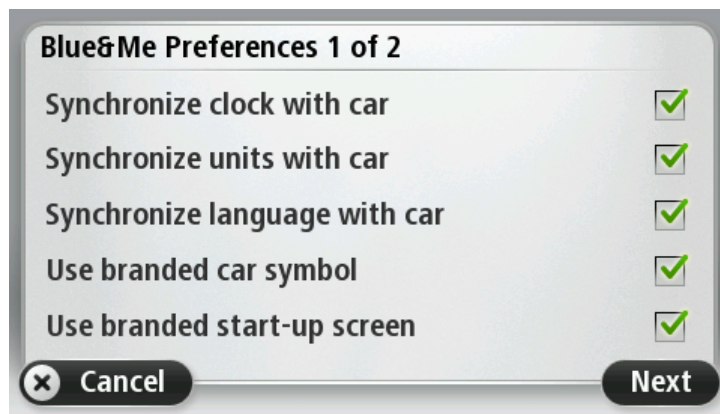 Blue&Me Preferences 1 of 2
Synchronize clock with car
Synchronize units with car
Synchronize language with car
Use branded car symbol
Use branded start-up screen
Cancel
Next